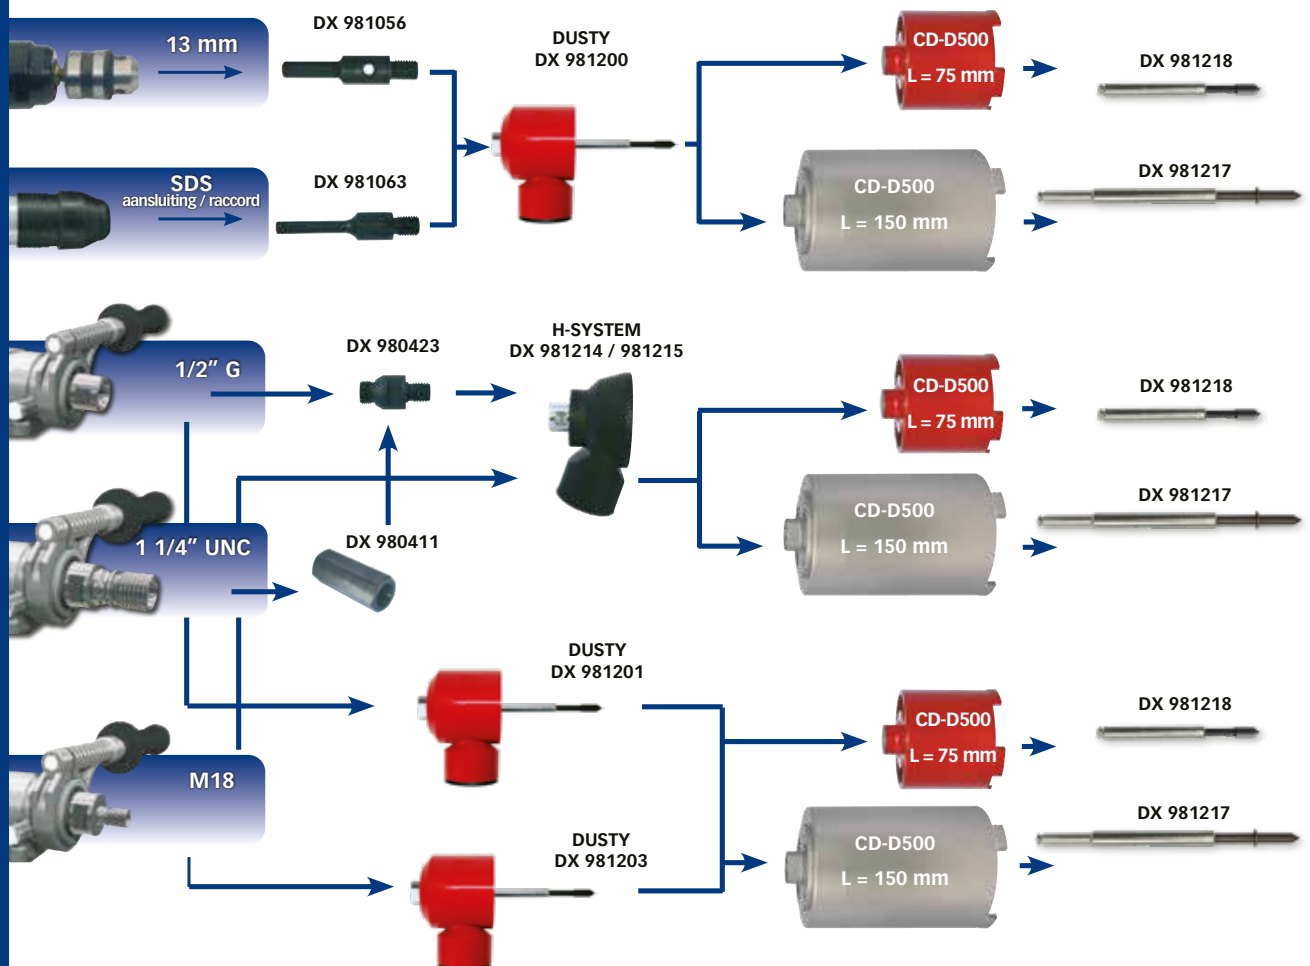 13 mm
DX 981056
DUSTY
DX 981200
CD-D500
L = 75 mm
DX 981218
SDS
aansluiting / raccord
DX 981063
CD-D500
L = 150 mm
DX 981217
1/2” G
DX 980423
H-SYSTEM
DX 981214 / 981215
CD-D500
L = 75 mm
DX 981218
1 1/4” UNC
DX 980411
CD-D500
L = 150 mm
DX 981217
DUSTY
DX 981201
CD-D500
L = 75 mm
DX 981218
M18
DUSTY
DX 981203
CD-D500
L = 150 mm
DX 981217